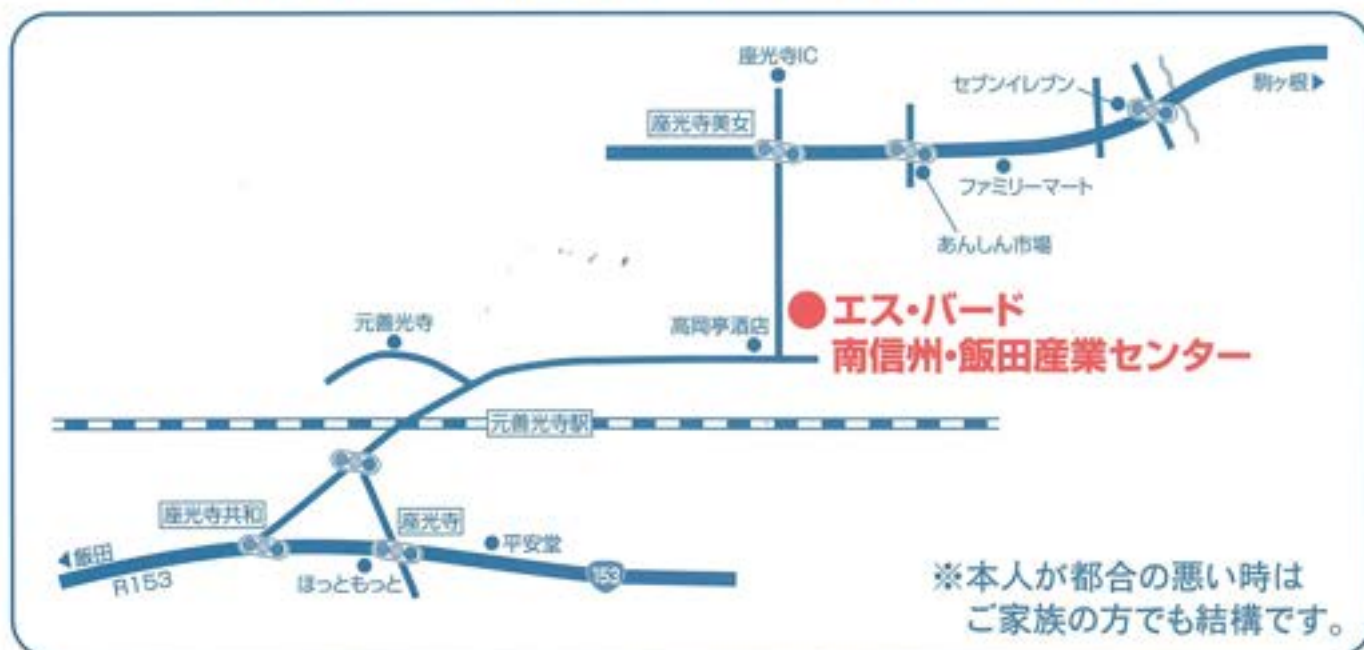 座光寺IC
セブンイレブン
駒ヶ根▶
座光寺美女
ファミリーマート
あんしん市場
●エス・バード
南信州・飯田産業センター
元善光寺
高岡亭酒店
元善光寺駅
座光寺共和
座光寺
平安堂
◀飯田
R153
ほっともっと
153
※本人が都合の悪い時は
ご家族の方でも結構です。